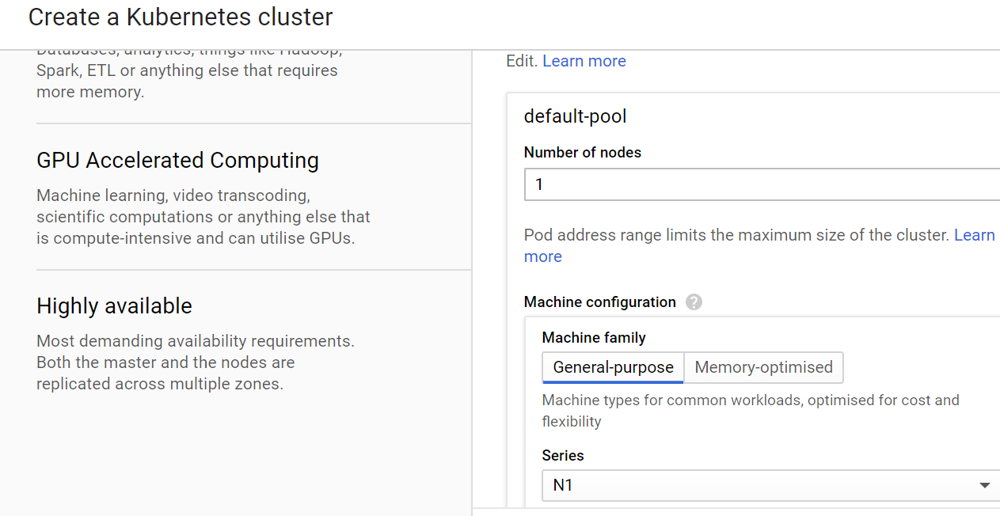 Create a Kubernetes cluster
Databases, analytics, things like Hadoop,
Spark, ETL or anything else that requires
more memory.
GPU Accelerated Computing
Machine learning, video transcoding,
scientific computations or anything else that
is compute-intensive and can utilise GPUs.
Highly available
Most demanding availability requirements.
Both the master and the nodes are
replicated across multiple zones.
Edit. Learn more
default-pool
Number of nodes
1
Pod address range limits the maximum size of the cluster. Learn
more
Machine configuration ?
Machine family
General-purpose Memory-optimised
Machine types for common workloads, optimised for cost and
flexibility
Series
N1